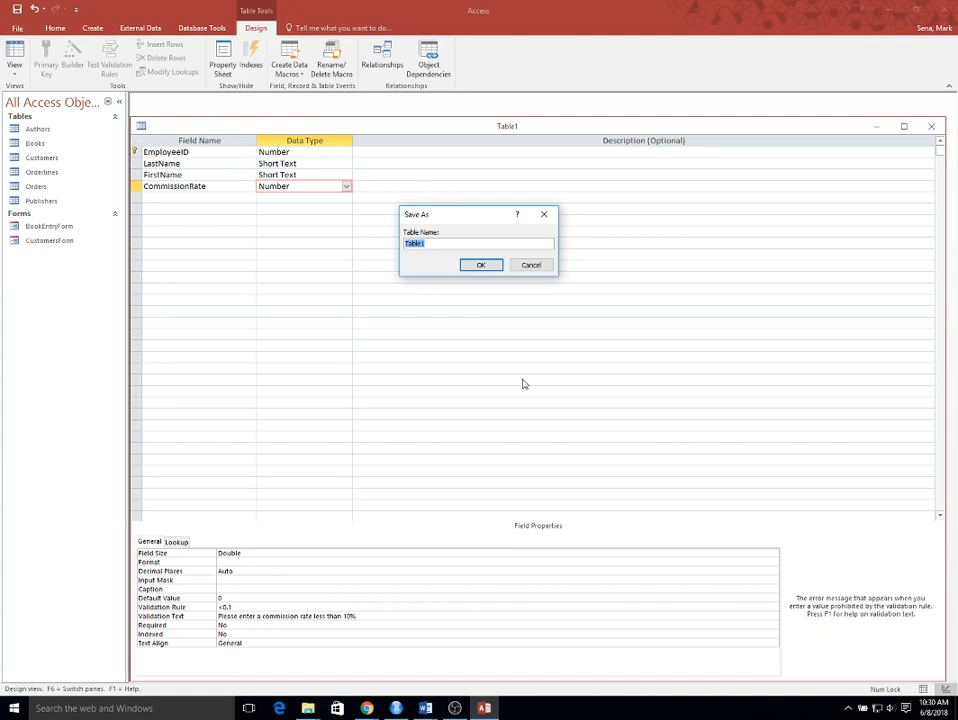 Table Tools
Access
File
Home
Create
External Data
Database Tools
Design
Tell me what you want to do...
Sena, Mark
View
Primary Key
Builder
Test Validation Rules
Insert Rows
Delete Rows
Modify Lookups
Property Sheet
Indexes
Create Data Macros
Rename/ Delete Macro
Relationships
Object Dependencies
Views
Tools
Show/Hide
Field, Record & Table Events
Relationships
All Access Obje...
Tables
Authors
Books
Customers
Orderlines
Orders
Publishers
Forms
BookEntryForm
CustomersForm
Table1
Field Name Data Type Description (Optional)
EmployeeID Number
LastName Short Text
FirstName Short Text
CommissionRate Number
Save As
?
Table Name:
Table1
OK Cancel
Field Properties
General Lookup
Field Size Double
Format
Decimal Places Auto
Input Mask
Caption
Default Value 0
Validation Rule <0.1
Validation Text Please enter a commission rate less than 10%
Required No
Indexed No
Text Align General
The error message that appears when you
enter a value prohibited by the validation rule.
Press F1 for help on validation text.
Design view. F6 = Switch panes. F1 = Help.
Num Lock
Search the web and Windows
10:30 AM
6/8/2018